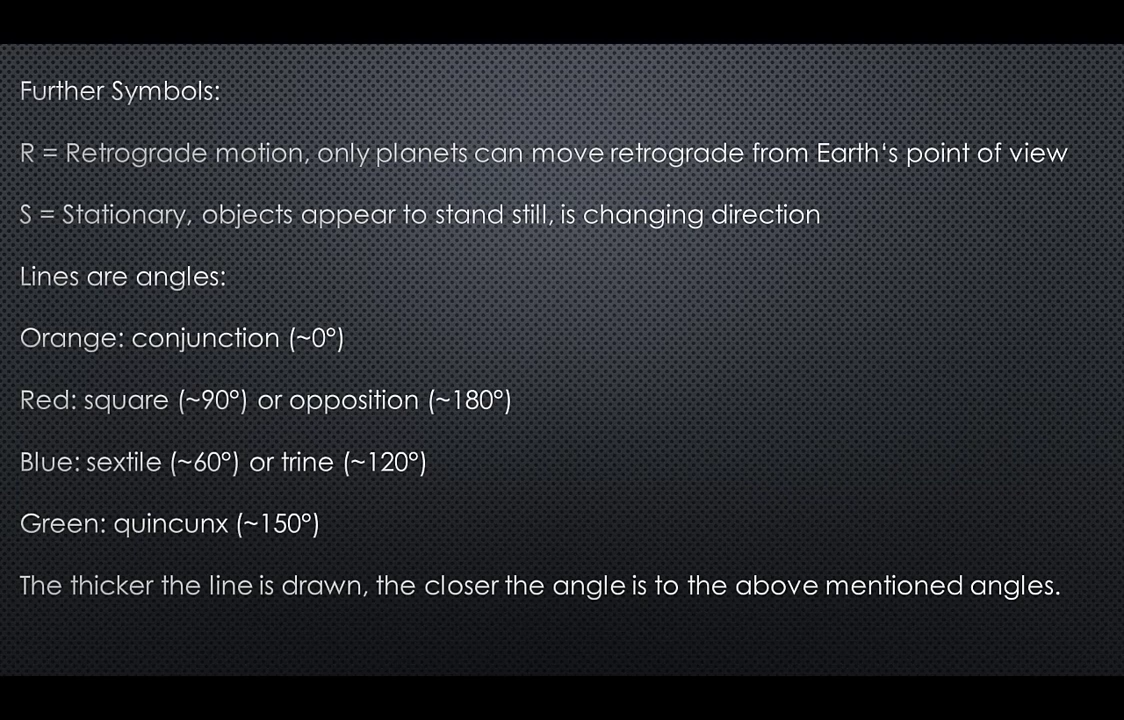 Further Symbols:
R = Retrograde motion, only planets can move retrograde from Earth‘s point of view
S = Stationary, objects appear to stand still, is changing direction
Lines are angles:
Orange: conjunction (~0°)
Red: square (~90°) or opposition (~180°)
Blue: sextile (~60°) or trine (~120°)
Green: quincunx (~150°)
The thicker the line is drawn, the closer the angle is to the above mentioned angles.